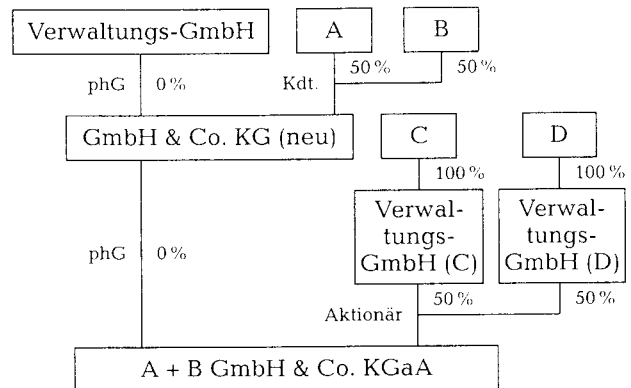 Verwaltungs-GmbH
A
B
phG
0 %
Kdt.
50 %
50 %
GmbH & Co. KG (neu)
C
D
100 %
100 %
phG
0 %
Verwal-
tungs-
GmbH (C)
Verwal-
tungs-
GmbH (D)
Aktionär
50 %
50 %
A + B GmbH & Co. KGaA